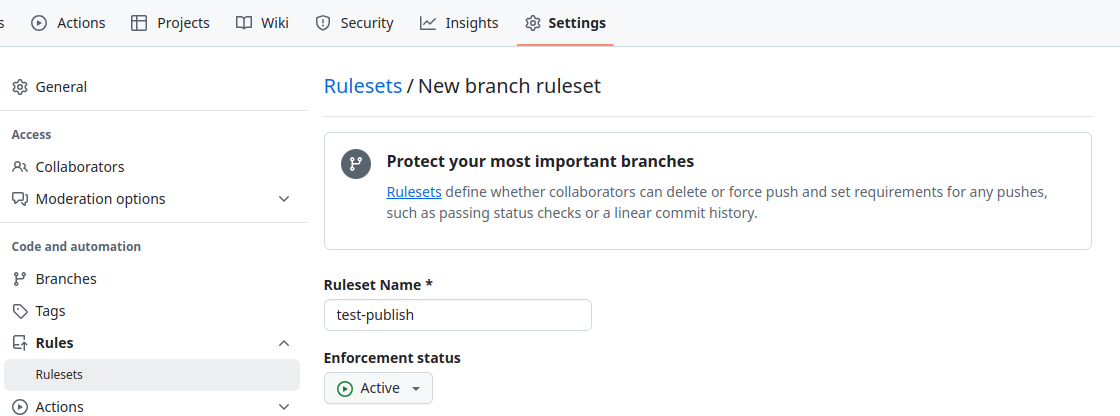 s Actions Projects Wiki Security Insights Settings
General
Access
Collaborators
Moderation options
Code and automation
Branches
Tags
Rules
Rulesets
Actions
Rulesets / New branch ruleset
Protect your most important branches
Rulesets define whether collaborators can delete or force push and set requirements for any pushes,
such as passing status checks or a linear commit history.
Ruleset Name *
test-publish
Enforcement status
Active